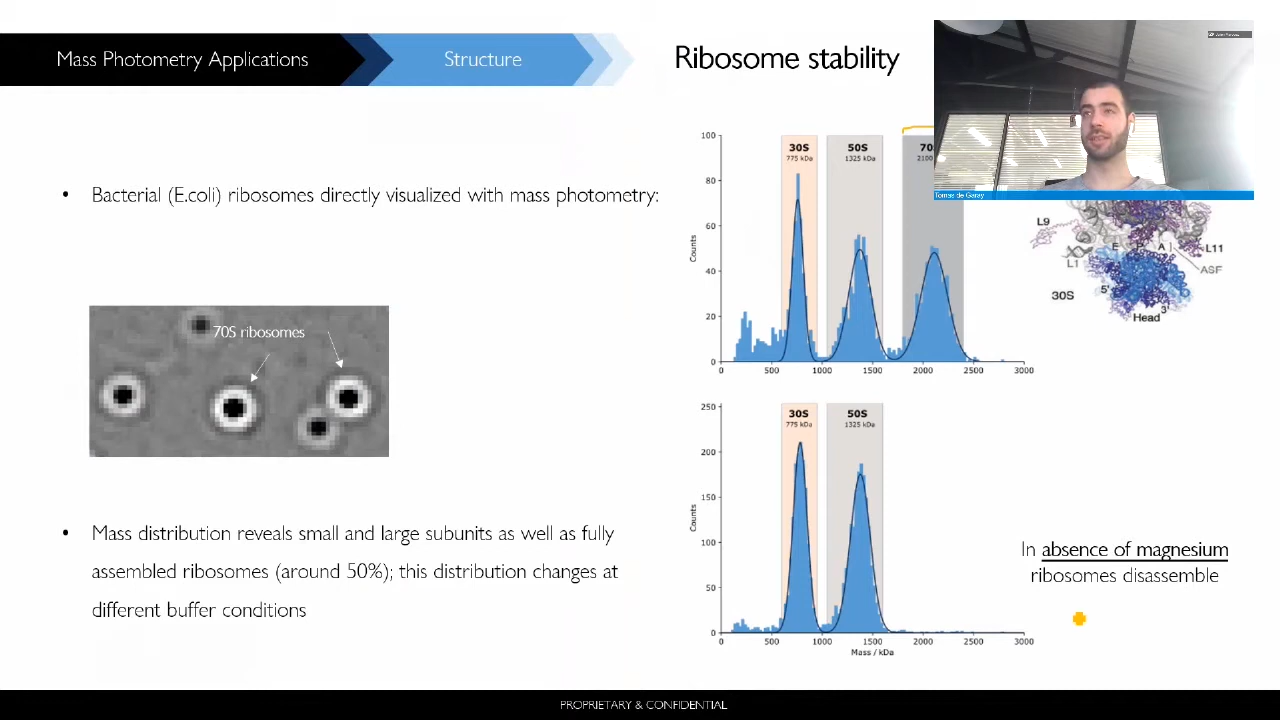 Mass Photometry Applications
Structure
Ribosome stability
Tomas de Garay
• Bacterial (E.coli) ribosomes directly visualized with mass photometry:
70S ribosomes
• Mass distribution reveals small and large subunits as well as fully
assembled ribosomes (around 50%); this distribution changes at
different buffer conditions
100
80
60
40
20
0
Counts
30S
775 kDa
50S
1325 kDa
0 500 1000 1500 2000 2500 3000
L9
L1
E P A
L11
ASF
30S
5'
3'
Head
250
200
150
100
50
0
Counts
30S
775 kDa
50S
1325 kDa
0 500 1000 1500 2000 2500 3000
Mass / kDa
In absence of magnesium
ribosomes disassemble
PROPRIETARY & CONFIDENTIAL